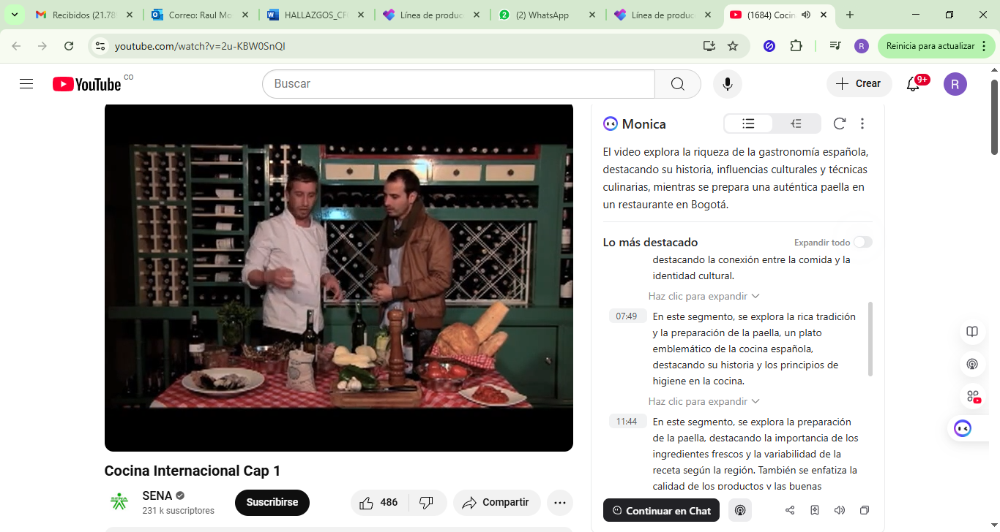 Recibidos (21.78
Correo: Raul Mo
HALLAZGOS_CF
Línea de produc
(2) WhatsApp
Línea de produc
(1684) Cocin
youtube.com/watch?v=2u-KBW0SnQI
R
Reinicia para actualizar
YouTube CO
Buscar
Crear
9+
R
Monica
El video explora la riqueza de la gastronomía española,
destacando su historia, influencias culturales y técnicas
culinarias, mientras se prepara una auténtica paella en
un restaurante en Bogotá.
Lo más destacado
Expandir todo
destacando la conexión entre la comida y la
identidad cultural.
Haz clic para expandir
07:49
En este segmento, se explora la rica tradición
y la preparación de la paella, un plato
emblemático de la cocina española,
destacando su historia y los principios de
higiene en la cocina.
Haz clic para expandir
11:44
En este segmento, se explora la preparación
de la paella, destacando la importancia de los
ingredientes frescos y la variabilidad de la
receta según la región. También se enfatiza la
calidad de los productos y las buenas
Continuar en Chat
Cocina Internacional Cap 1
SENA
SENA
231 k suscriptores
Suscribirse
486
Compartir